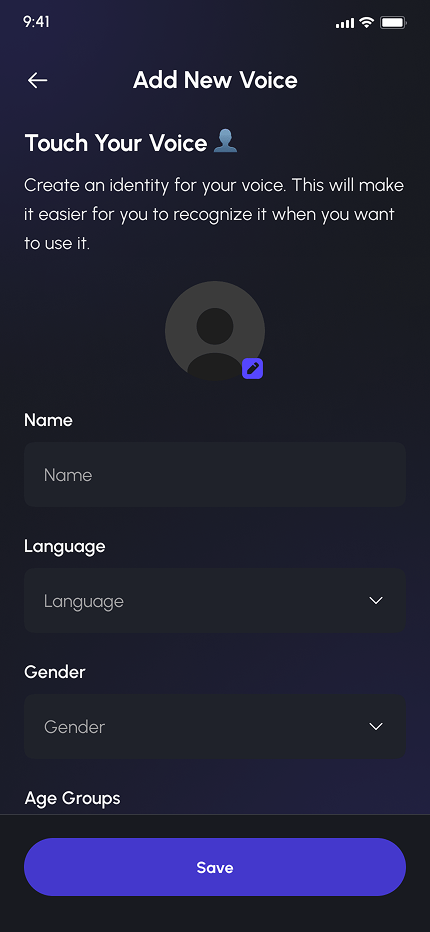 9:41
Add New Voice
Touch Your Voice 👤
Create an identity for your voice. This will make
it easier for you to recognize it when you want
to use it.
Name
Name
Language
Language
Gender
Gender
Age Groups
Save